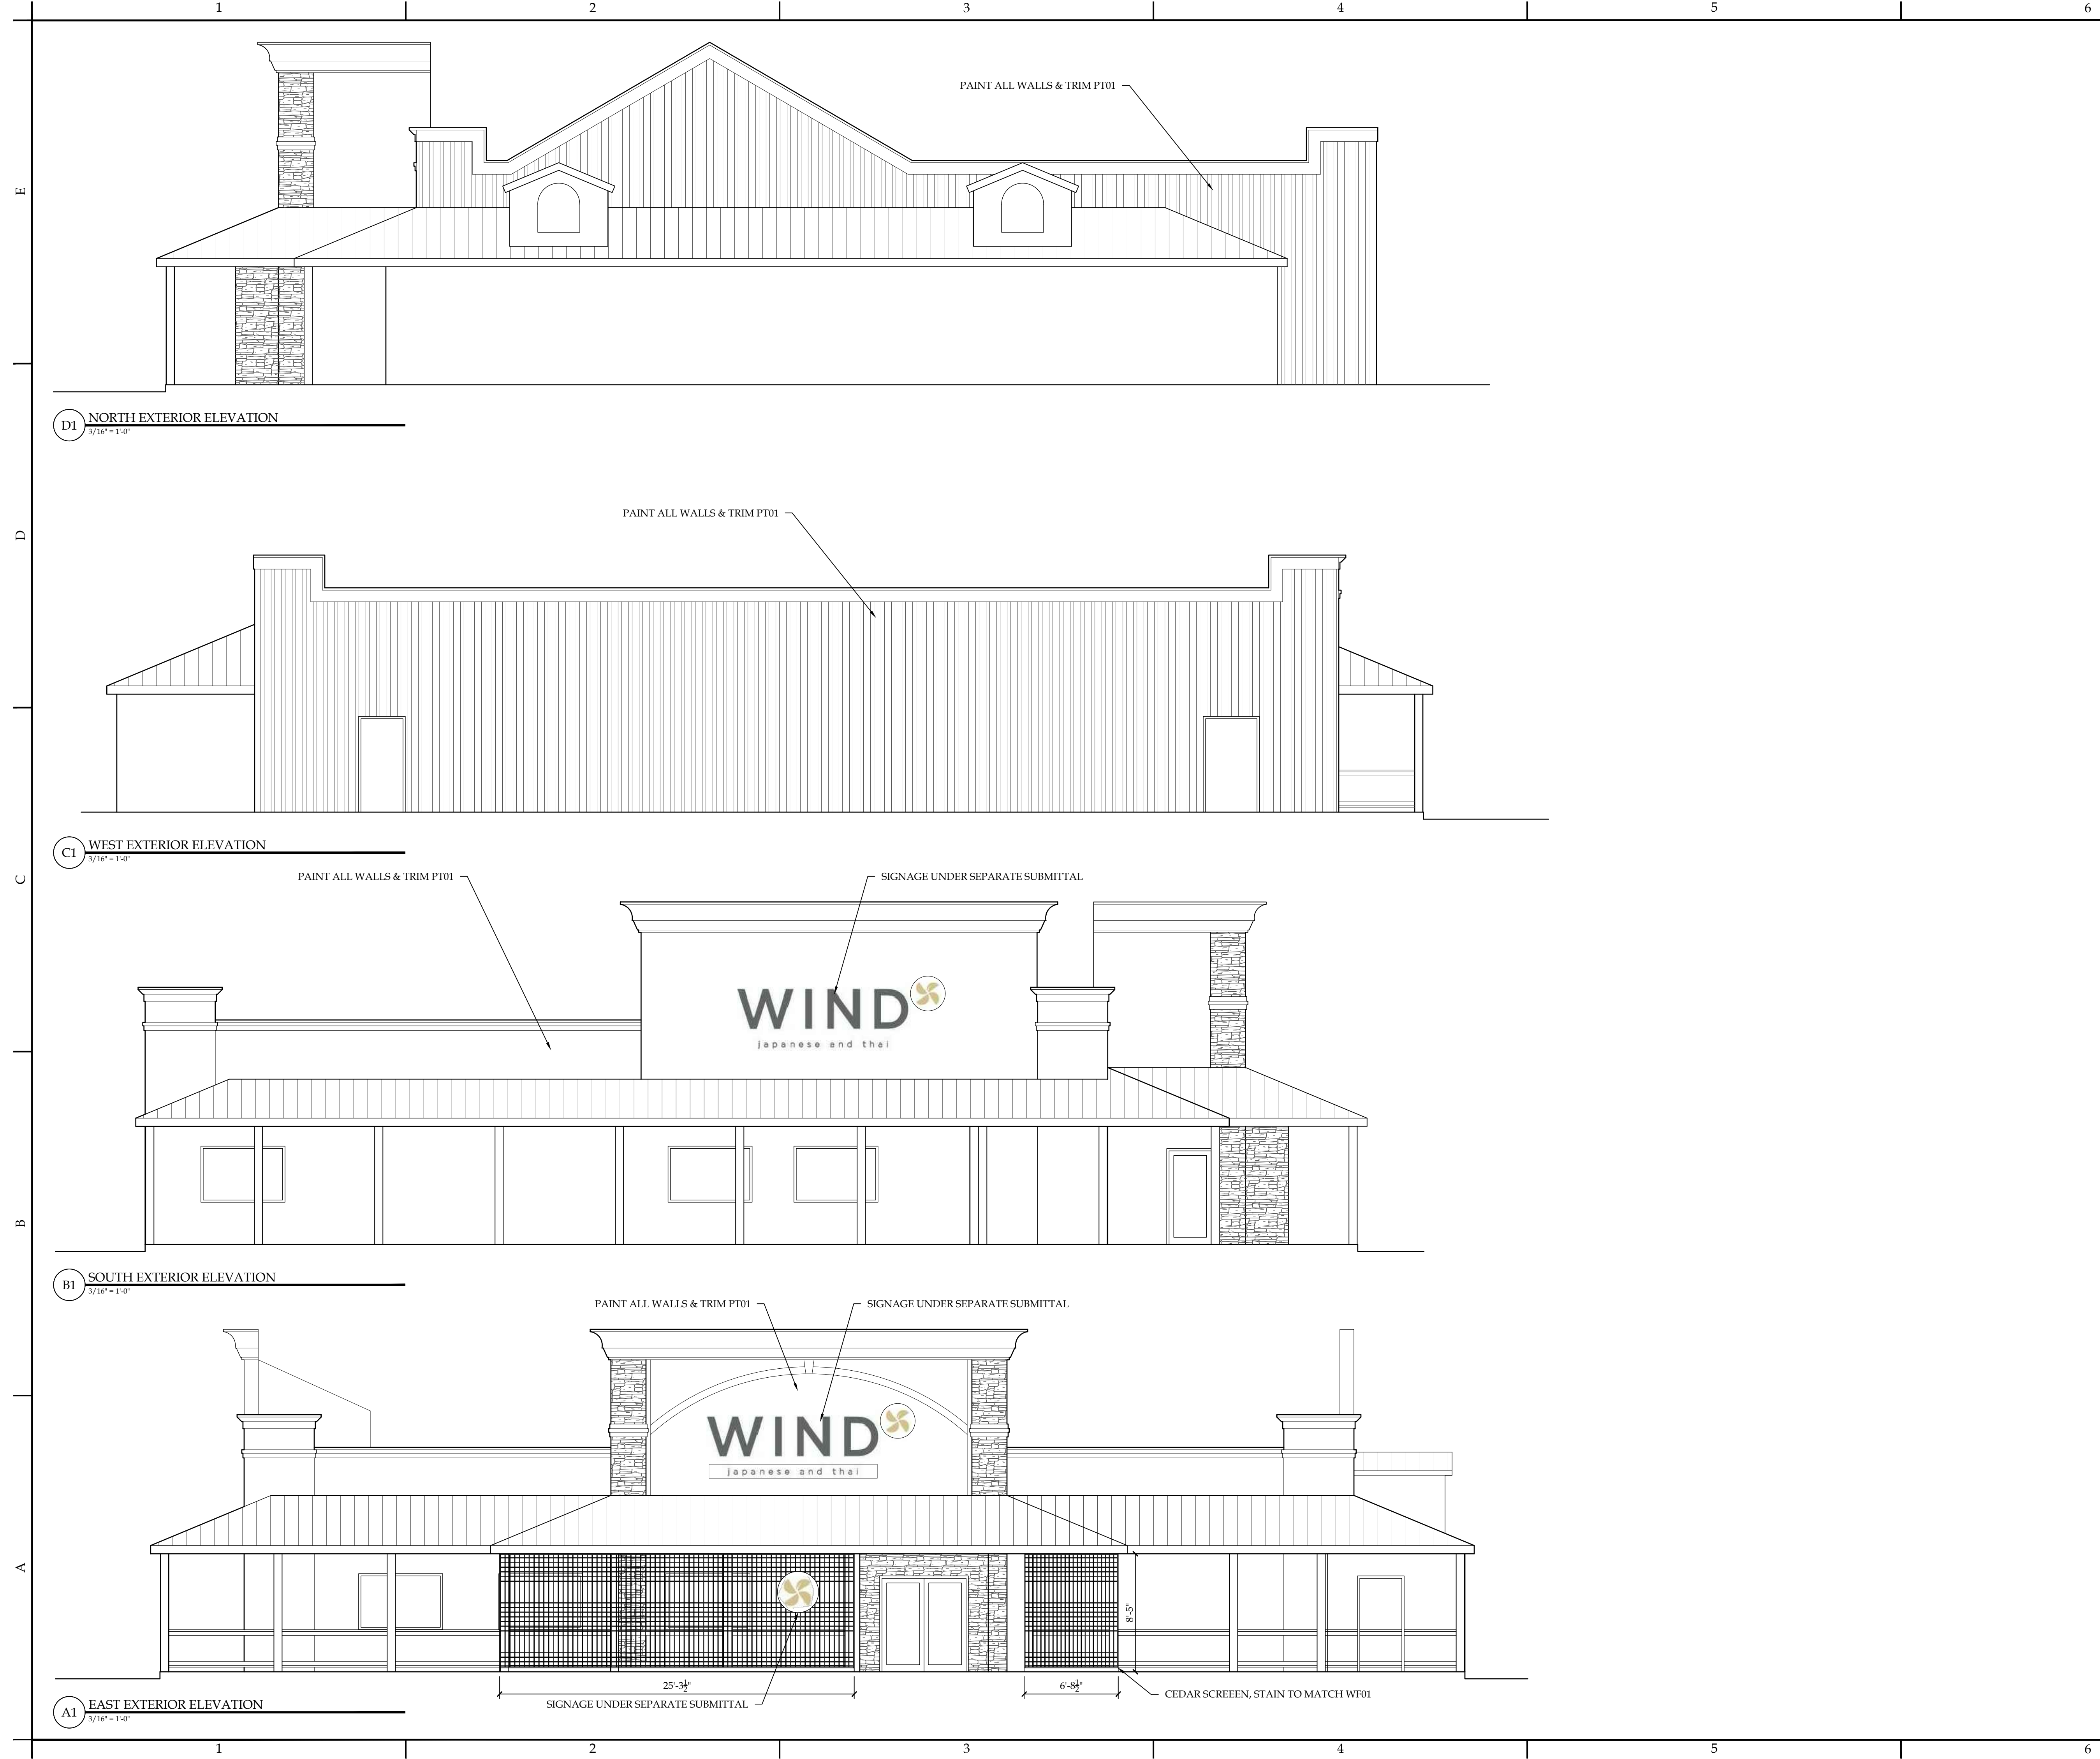 1 2 3 4 5 6
E
PAINT ALL WALLS & TRIM PT01
D1 NORTH EXTERIOR ELEVATION
3/16" = 1'-0"
D
PAINT ALL WALLS & TRIM PT01
C1 WEST EXTERIOR ELEVATION
3/16" = 1'-0"
C
PAINT ALL WALLS & TRIM PT01
SIGNAGE UNDER SEPARATE SUBMITTAL
WIND
japanese and thai
B
B1 SOUTH EXTERIOR ELEVATION
3/16" = 1'-0"
PAINT ALL WALLS & TRIM PT01
SIGNAGE UNDER SEPARATE SUBMITTAL
WIND
japanese and thai
A
8'-5"
25'-3½"
6'-8½"
SIGNAGE UNDER SEPARATE SUBMITTAL
CEDAR SCREEEN, STAIN TO MATCH WF01
A1 EAST EXTERIOR ELEVATION
3/16" = 1'-0"
1 2 3 4 5 6